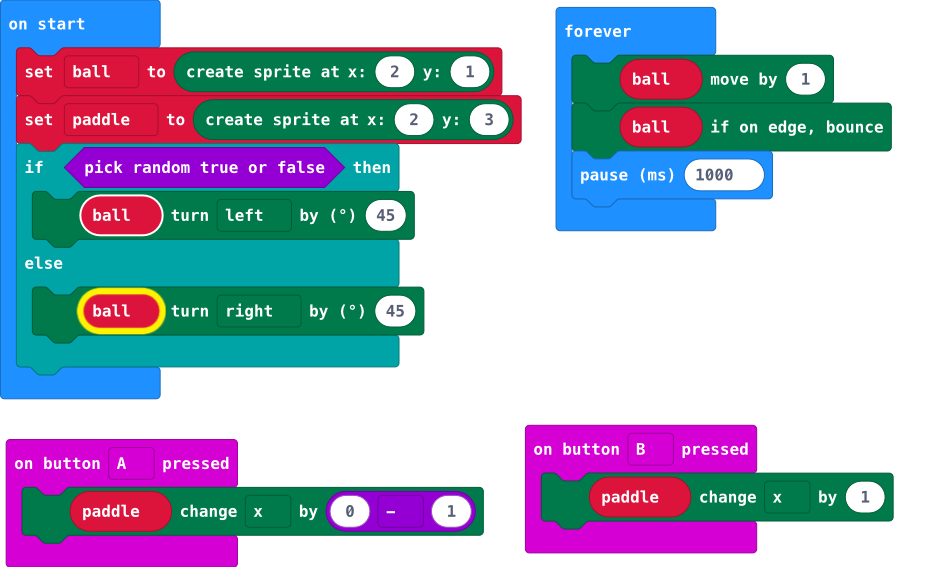 on start
set ball to create sprite at x: 2 y: 1
set paddle to create sprite at x: 2 y: 3
if pick random true or false then
ball turn left by (°) 45
else
ball turn right by (°) 45
forever
ball move by 1
ball if on edge, bounce
pause (ms) 1000
on button A pressed
paddle change x by 0 - 1
on button B pressed
paddle change x by 1